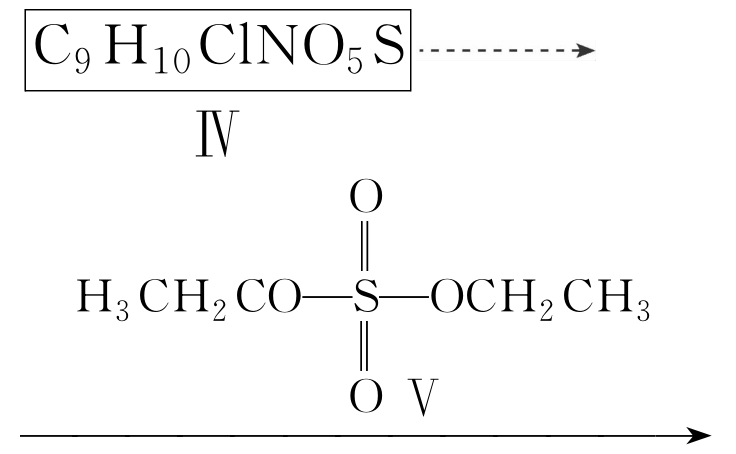 C₉H₁₀ClNO₅S
Ⅳ
O
H₃CH₂CO—S—OCH₂CH₃
O Ⅴ